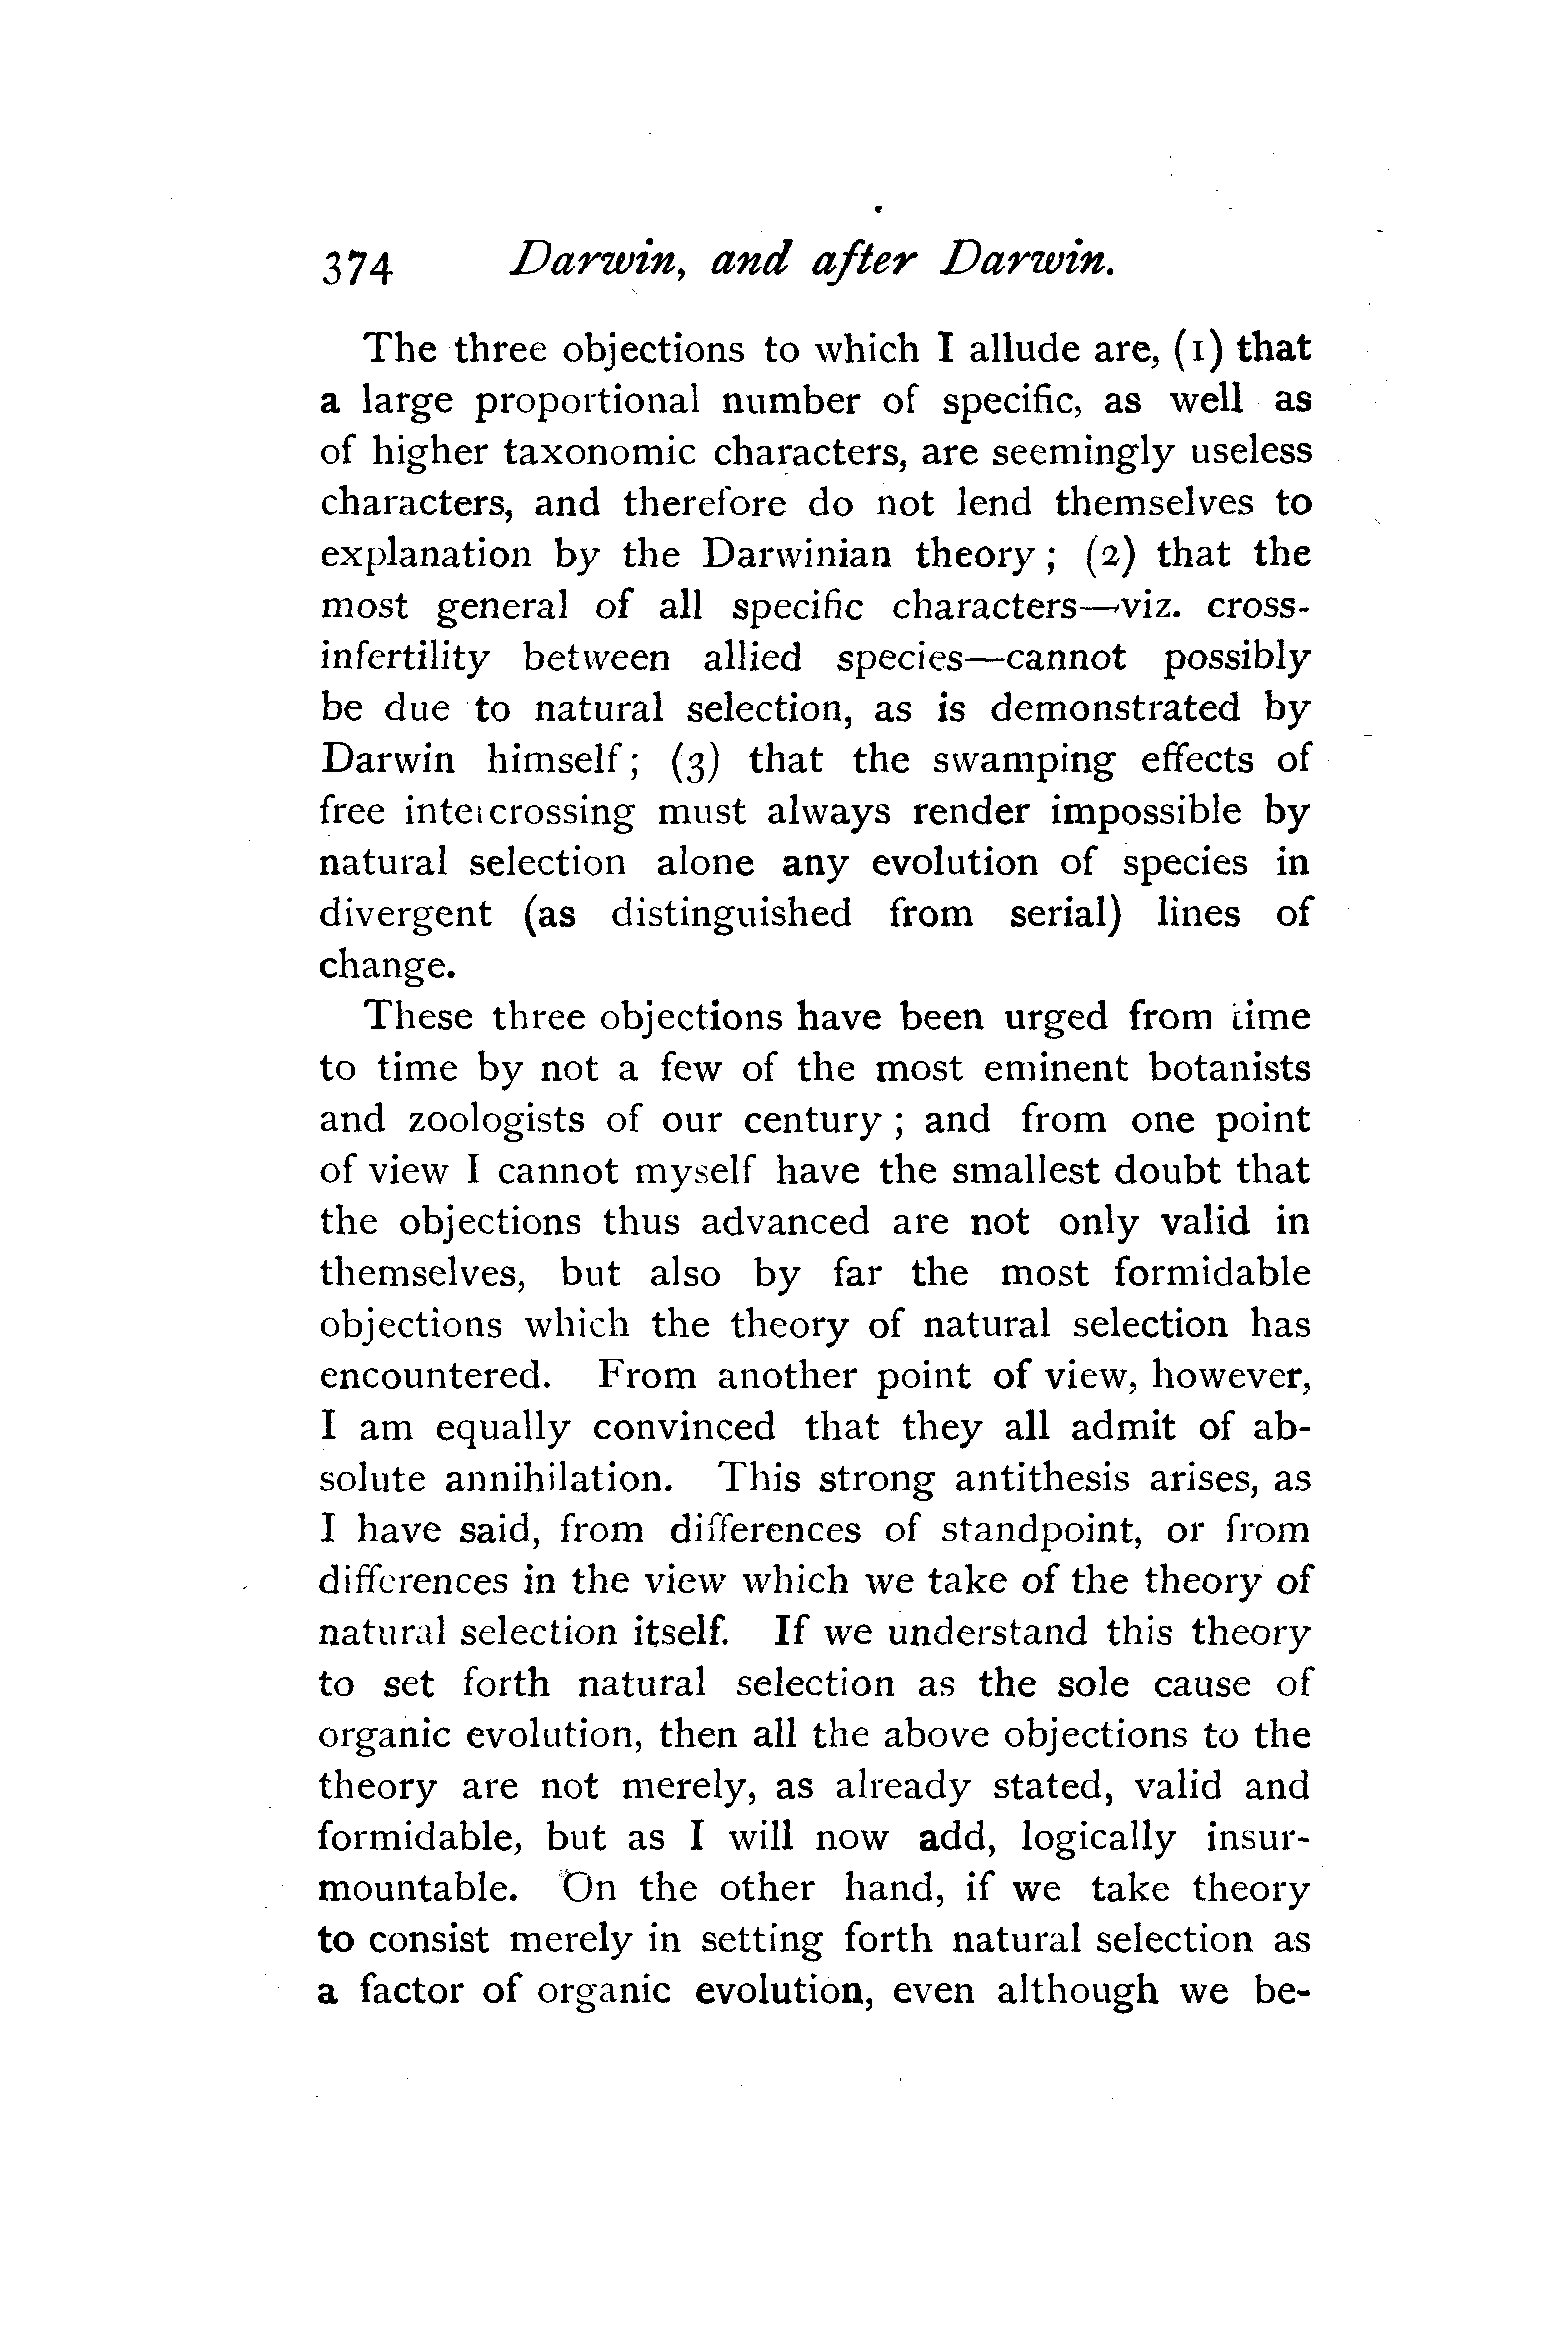 374 Darwin, and after Darwin.
The three objections to which I allude are, (1) that
a large proportional number of specific, as well as
of higher taxonomic characters, are seemingly useless
characters, and therefore do not lend themselves to
explanation by the Darwinian theory; (2) that the
most general of all specific characters—viz. cross-
infertility between allied species—cannot possibly
be due to natural selection, as is demonstrated by
Darwin himself; (3) that the swamping effects of
free intercrossing must always render impossible by
natural selection alone any evolution of species in
divergent (as distinguished from serial) lines of
change.
These three objections have been urged from time
to time by not a few of the most eminent botanists
and zoologists of our century; and from one point
of view I cannot myself have the smallest doubt that
the objections thus advanced are not only valid in
themselves, but also by far the most formidable
objections which the theory of natural selection has
encountered. From another point of view, however,
I am equally convinced that they all admit of ab-
solute annihilation. This strong antithesis arises, as
I have said, from differences of standpoint, or from
differences in the view which we take of the theory of
natural selection itself. If we understand this theory
to set forth natural selection as the sole cause of
organic evolution, then all the above objections to the
theory are not merely, as already stated, valid and
formidable, but as I will now add, logically insur-
mountable. On the other hand, if we take theory
to consist merely in setting forth natural selection as
a factor of organic evolution, even although we be-